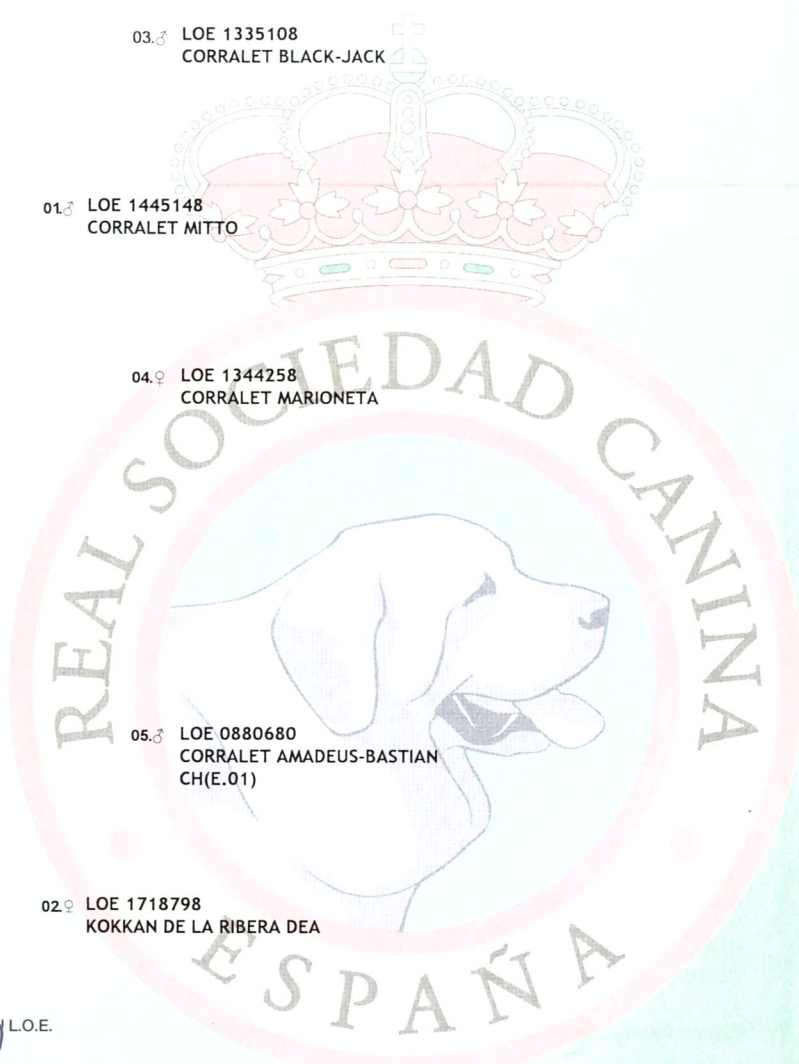 03.♂ LOE 1335108
CORRALET BLACK-JACK
01.♂ LOE 1445148
CORRALET MITTO
04.♀ LOE 1344258
CORRALET MARIONETA
REAL SOCIEDAD CANINA
05.♂ LOE 0880680
CORRALET AMADEUS-BASTIAN
CH(E.01)
02.♀ LOE 1718798
KOKKAN DE LA RIBERA DEA
ESPAÑA
L.O.E.